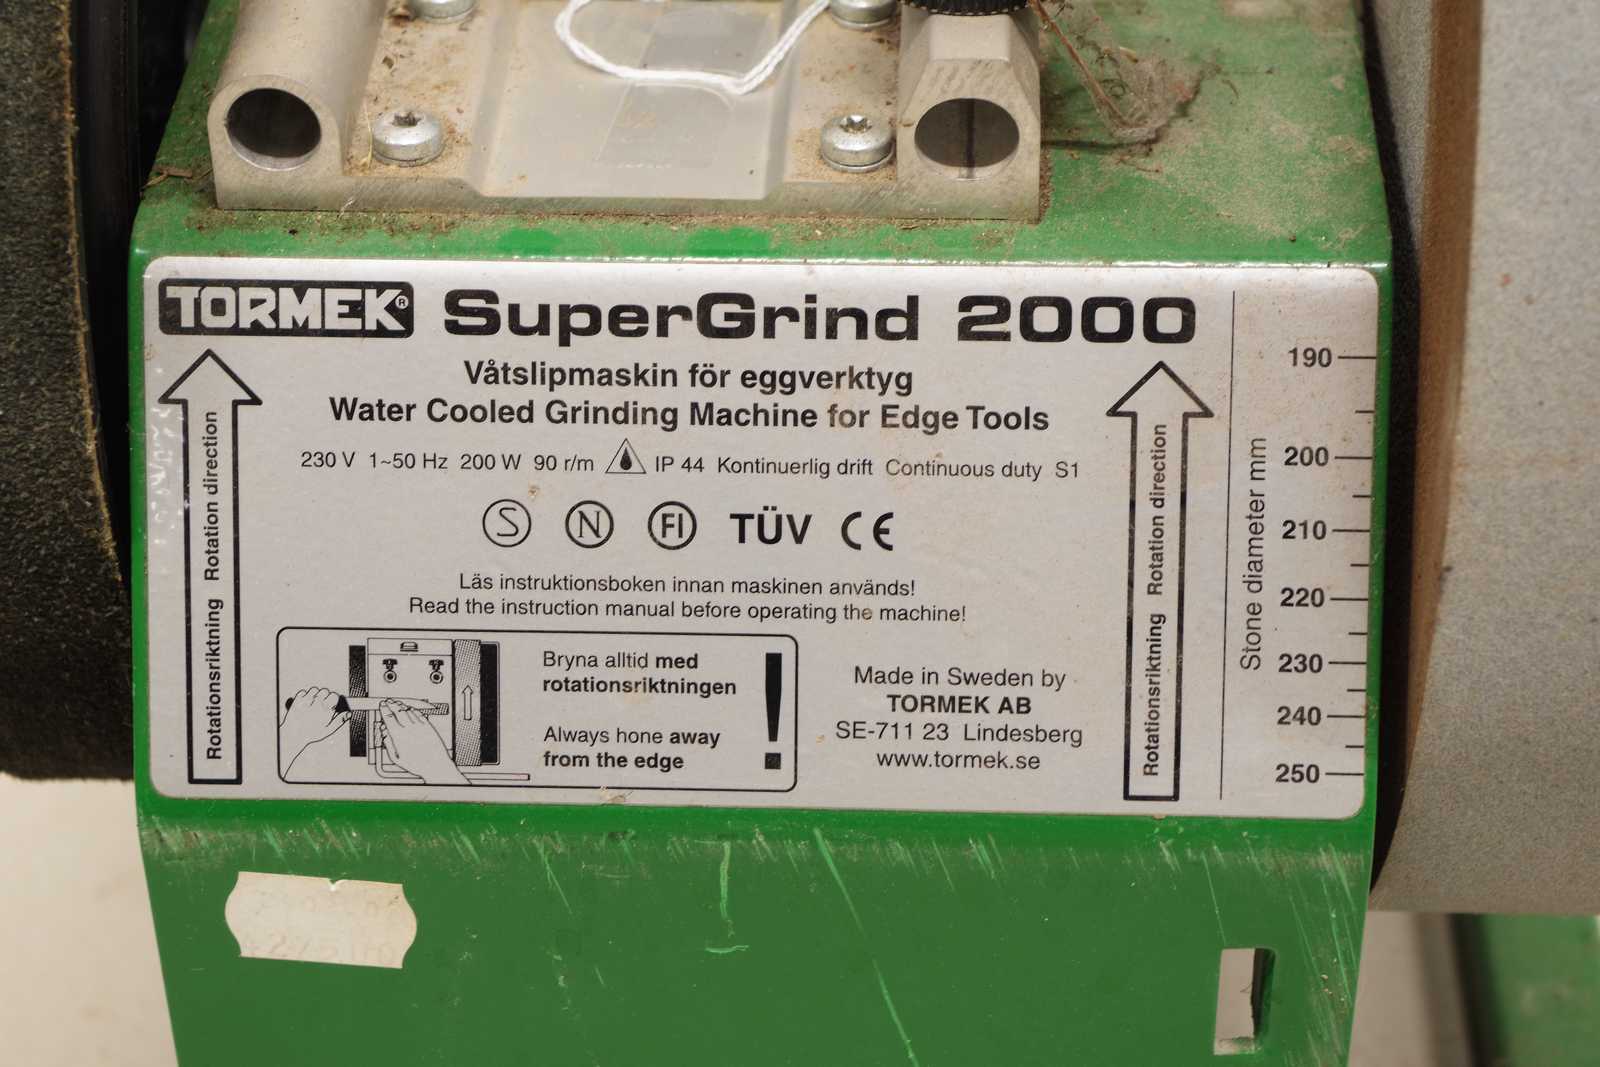 TORMEK® SuperGrind 2000
Våtslipmaskin för eggverktyg
Water Cooled Grinding Machine for Edge Tools
230 V 1~50 Hz 200 W 90 r/m IP 44 Kontinuerlig drift Continuous duty S1
S N FI TÜV CE
Läs instruktionsboken innan maskinen används!
Read the instruction manual before operating the machine!
Bryna alltid med
rotationsriktningen
Always hone away
from the edge
!
Made in Sweden by
TORMEK AB
SE-711 23 Lindesberg
www.tormek.se
Rotationsriktning Rotation direction
Rotationsriktning Rotation direction
Stone diameter mm
190
200
210
220
230
240
250